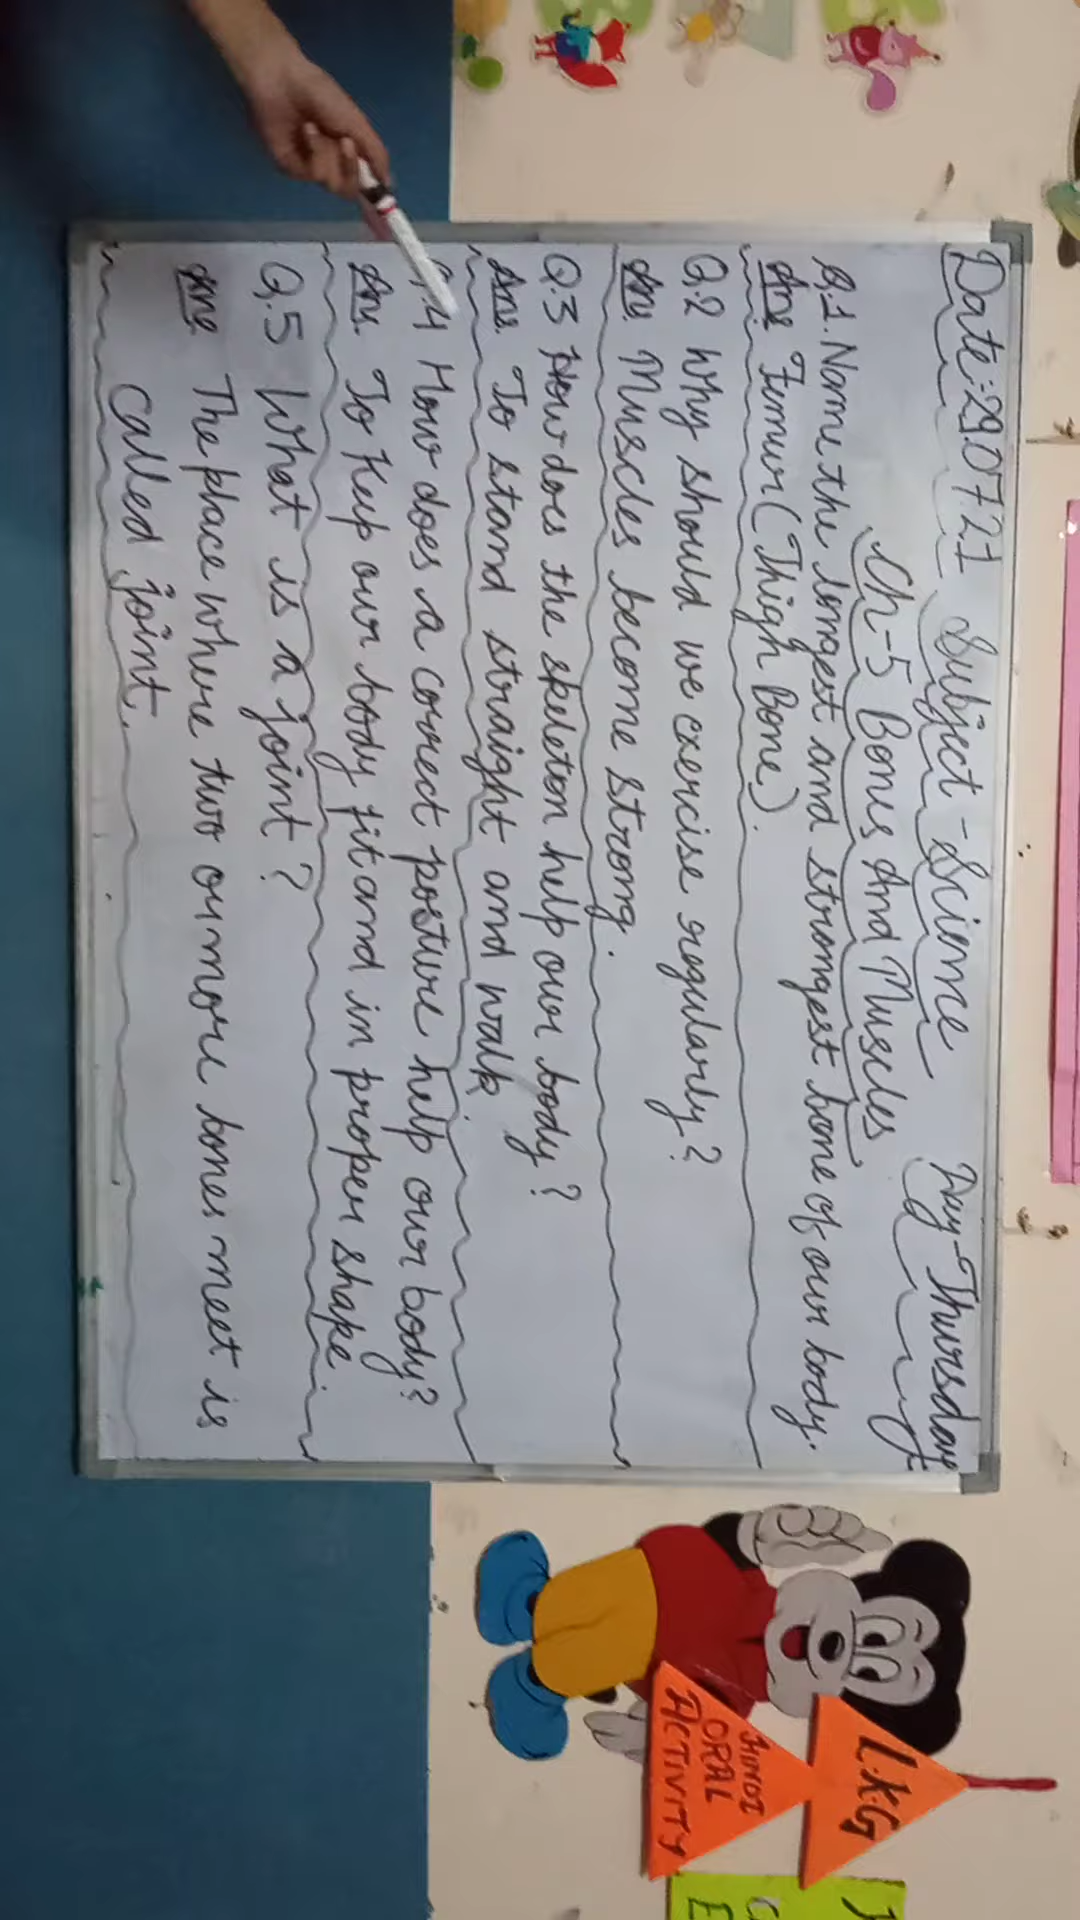 Date:-29.07.21 Subject-Science Day-Thursday
Ch-5 Bones And Muscles
Q.1. Name the longest and strongest bone of our body.
Ans Femur (Thigh Bone).
Q.2 Why should we exercise regularly?
Ans. Muscles become strong.
Q.3 How does the skeleton help our body?
Ans. To stand straight and walk.
Q.4 How does a correct posture help our body?
Ans. To Keep our body fit and in proper shape.
Q.5 What is a joint?
Ans The place where two or more bones meet is
called joint.
L.K.G
HINDI
ORAL
ACTIVITY